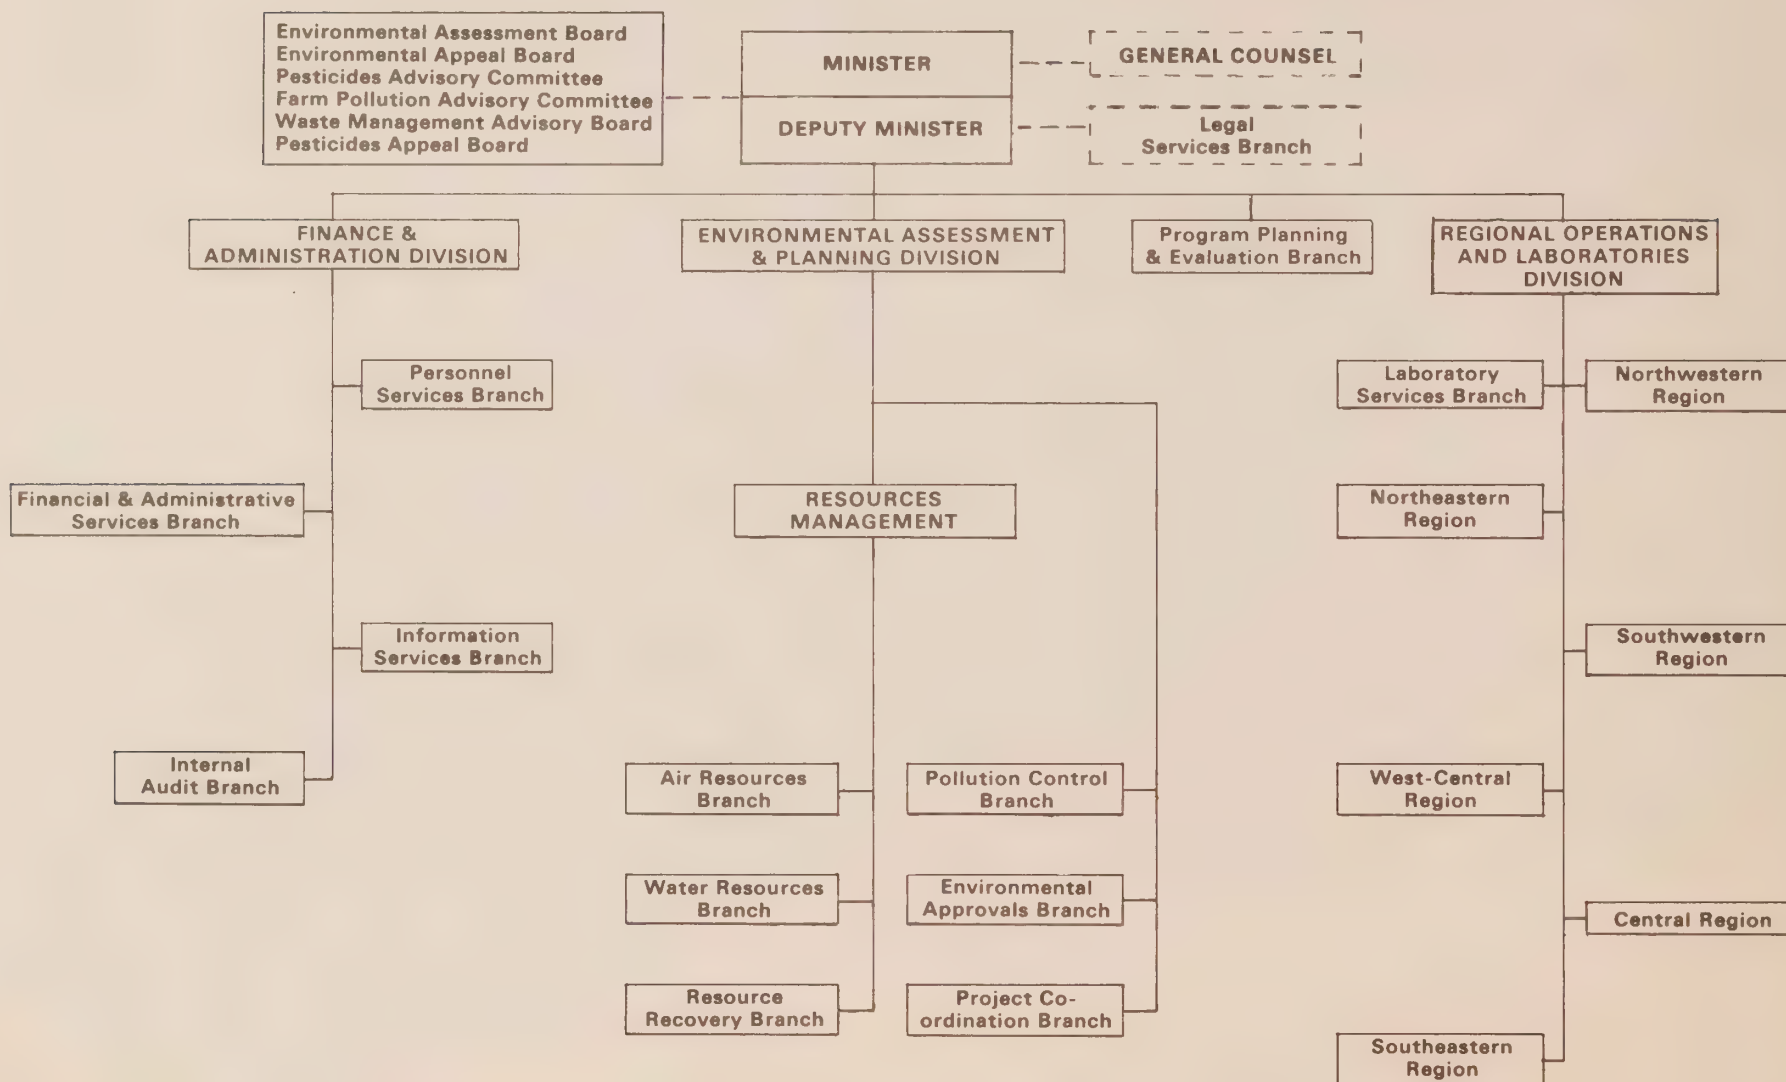 Environmental Assessment Board
Environmental Appeal Board
Pesticides Advisory Committee
Farm Pollution Advisory Committee
Waste Management Advisory Board
Pesticides Appeal Board
MINISTER
GENERAL COUNSEL
DEPUTY MINISTER
Legal
Services Branch
FINANCE &
ADMINISTRATION DIVISION
ENVIRONMENTAL ASSESSMENT
& PLANNING DIVISION
Program Planning
& Evaluation Branch
REGIONAL OPERATIONS
AND LABORATORIES
DIVISION
Personnel
Services Branch
Financial & Administrative
Services Branch
Information
Services Branch
Internal
Audit Branch
RESOURCES
MANAGEMENT
Air Resources
Branch
Water Resources
Branch
Resource
Recovery Branch
Pollution Control
Branch
Environmental
Approvals Branch
Project Co-
ordination Branch
Laboratory
Services Branch
Northwestern
Region
Northeastern
Region
Southwestern
Region
West-Central
Region
Central Region
Southeastern
Region